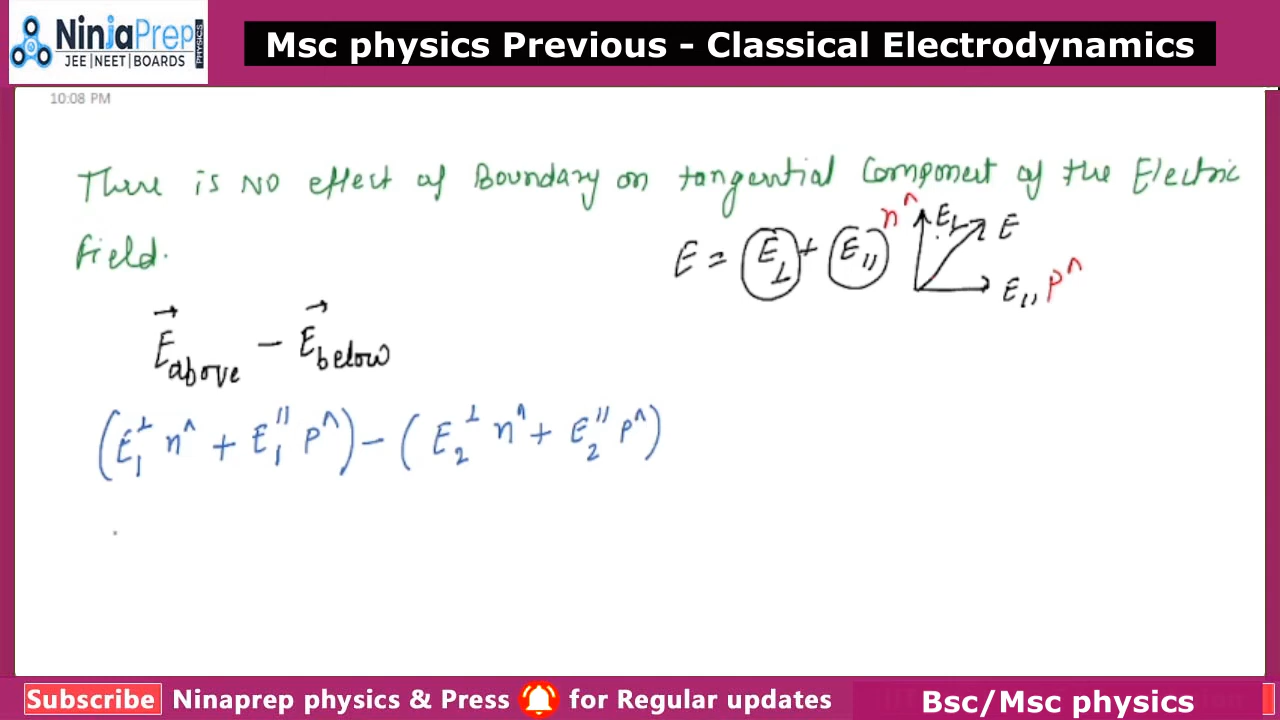 NinjaPrep
PHYSICS
JEE|NEET|BOARDS
Msc physics Previous - Classical Electrodynamics
10:08 PM
There is NO effect of Boundary on tangential Component of the Electric
Field.
E = E⊥ + E||
n^ E⊥ E
E|| P^
E⃗above - E⃗below
(E₁^⊥ n^ + E₁^|| P^) - (E₂^⊥ n^ + E₂^|| P^)
Subscribe Ninaprep physics & Press for Regular updates
Bsc/Msc physics